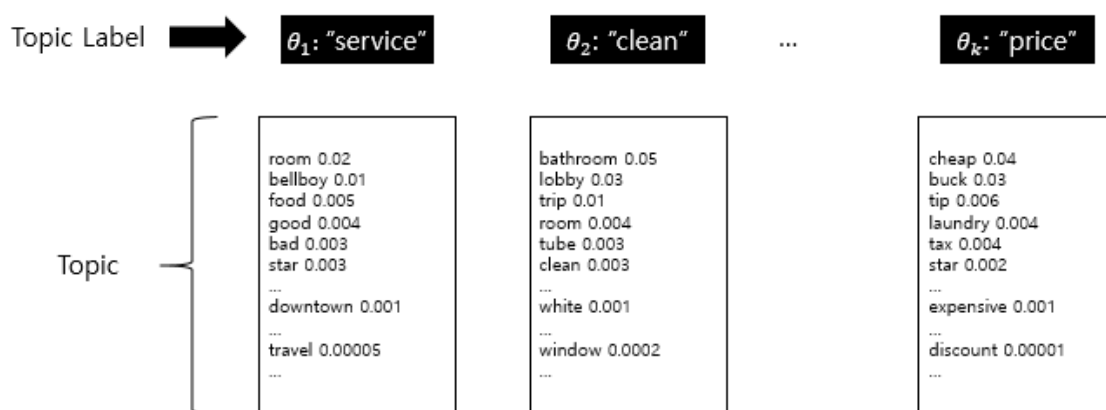 Topic Label
θ₁: “service”
θ₂: “clean”
...
θₖ: “price”
Topic
room 0.02
bellboy 0.01
food 0.005
good 0.004
bad 0.003
star 0.003
...
downtown 0.001
...
travel 0.00005
...
bathroom 0.05
lobby 0.03
trip 0.01
room 0.004
tube 0.003
clean 0.003
...
white 0.001
...
window 0.0002
...
cheap 0.04
buck 0.03
tip 0.006
laundry 0.004
tax 0.004
star 0.002
...
expensive 0.001
...
discount 0.00001
...